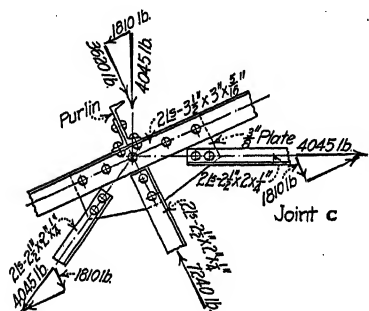 1810 lb.
3620 lb.
4045 lb.
Purlin
2Ls-3½"x3"x5/16"
3/8" Plate
4045 lb.
2Ls-2½"x2"x¼"
1810 lb.
Joint c
2Ls-2½"x2"x¼"
2Ls-2½"x2"x¼"
4045 lb.
1810 lb.
7240 lb.